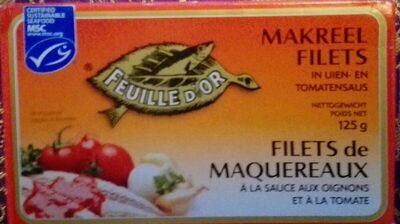 CERTIFIED
SUSTAINABLE
SEAFOOD
MSC
www.msc.org
FEUILLE D'OR
®
MAKREEL
FILETS
IN UIEN- EN
TOMATENSAUS
NETTOGEWICHT
POIDS NET
125 g
FILETS de
MAQUEREAUX
À LA SAUCE AUX OIGNONS
ET À LA TOMATE